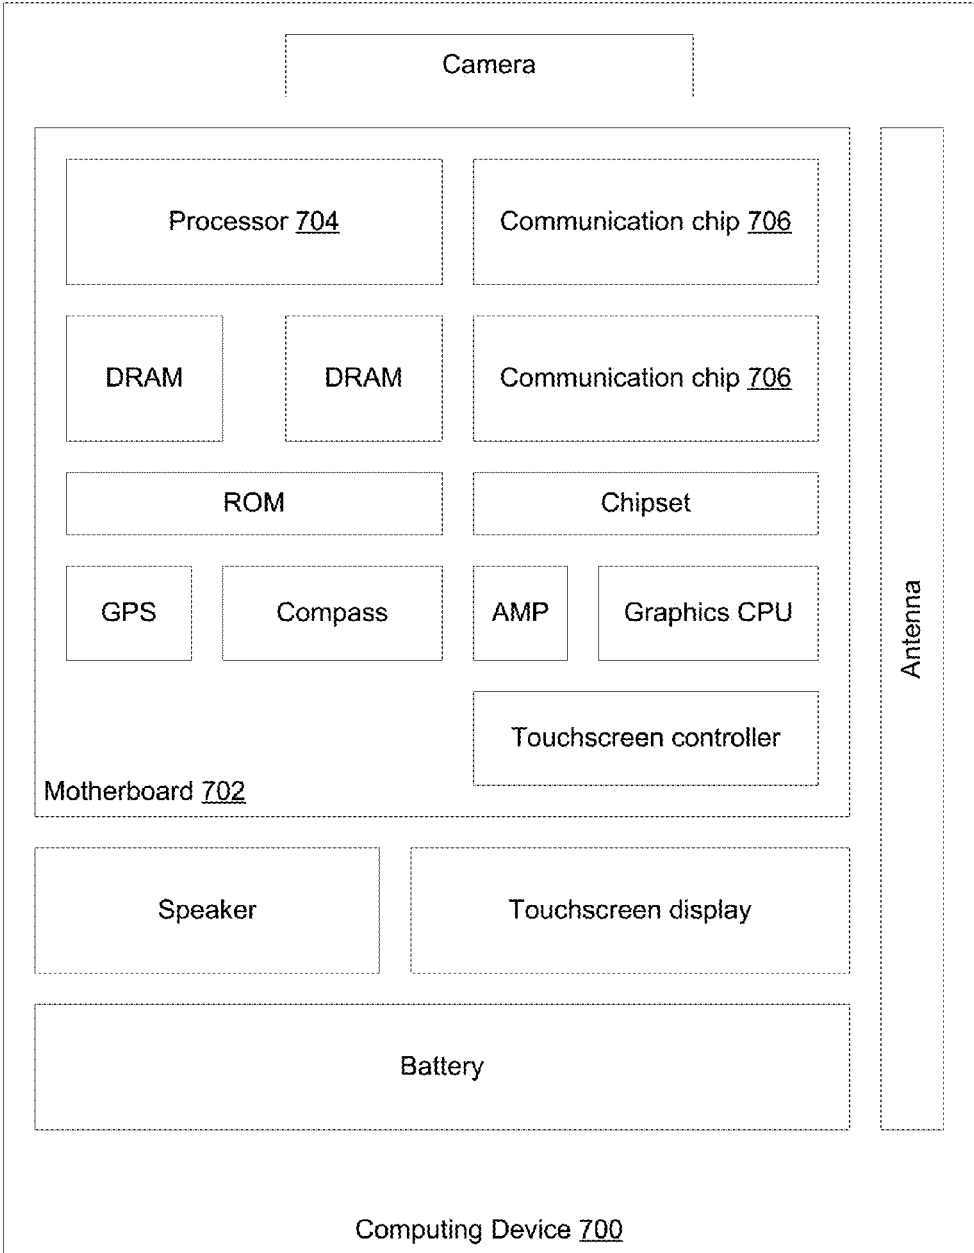 Camera
Processor 704
Communication chip 706
DRAM
DRAM
Communication chip 706
ROM
Chipset
GPS
Compass
AMP
Graphics CPU
Touchscreen controller
Motherboard 702
Antenna
Speaker
Touchscreen display
Battery
Computing Device 700